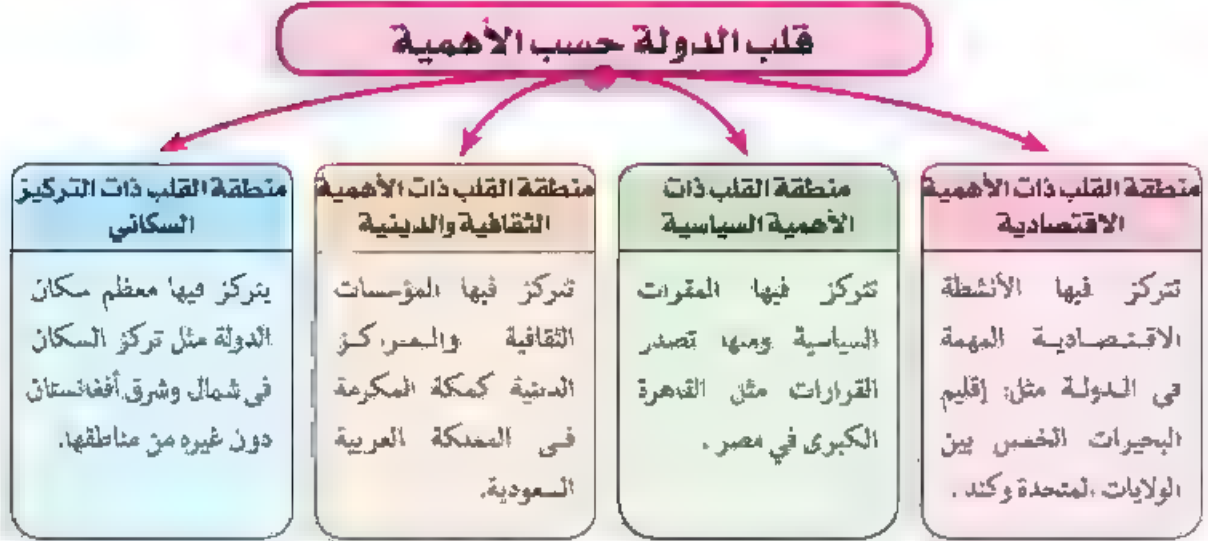 قلب الدولة حسب الأهمية
منطقة القلب ذات الأهمية
الاقتصادية
تتركز فيها الأنشطة
الاقتصادية المهمة
في الدولة مثل: إقليم
البحيرات الخمس بين
الولايات المتحدة وكند .
منطقة القلب ذات
الأهمية السياسية
تتركز فيها المقرات
السياسية ومنها تصدر
القرارات مثل القاهرة
الكبرى في مصر .
منطقة القلب ذات الأهمية
الثقافية والدينية
تتركز فيها المؤسسات
الثقافية والمراكز
الدينية كمكة المكرمة
في المملكة العربية
السعودية.
منطقة القلب ذات التركيز
السكاني
يتركز فيها معظم سكان
الدولة مثل تركز السكان
في شمال وشرق أفغانستان
دون غيره من مناطقها.